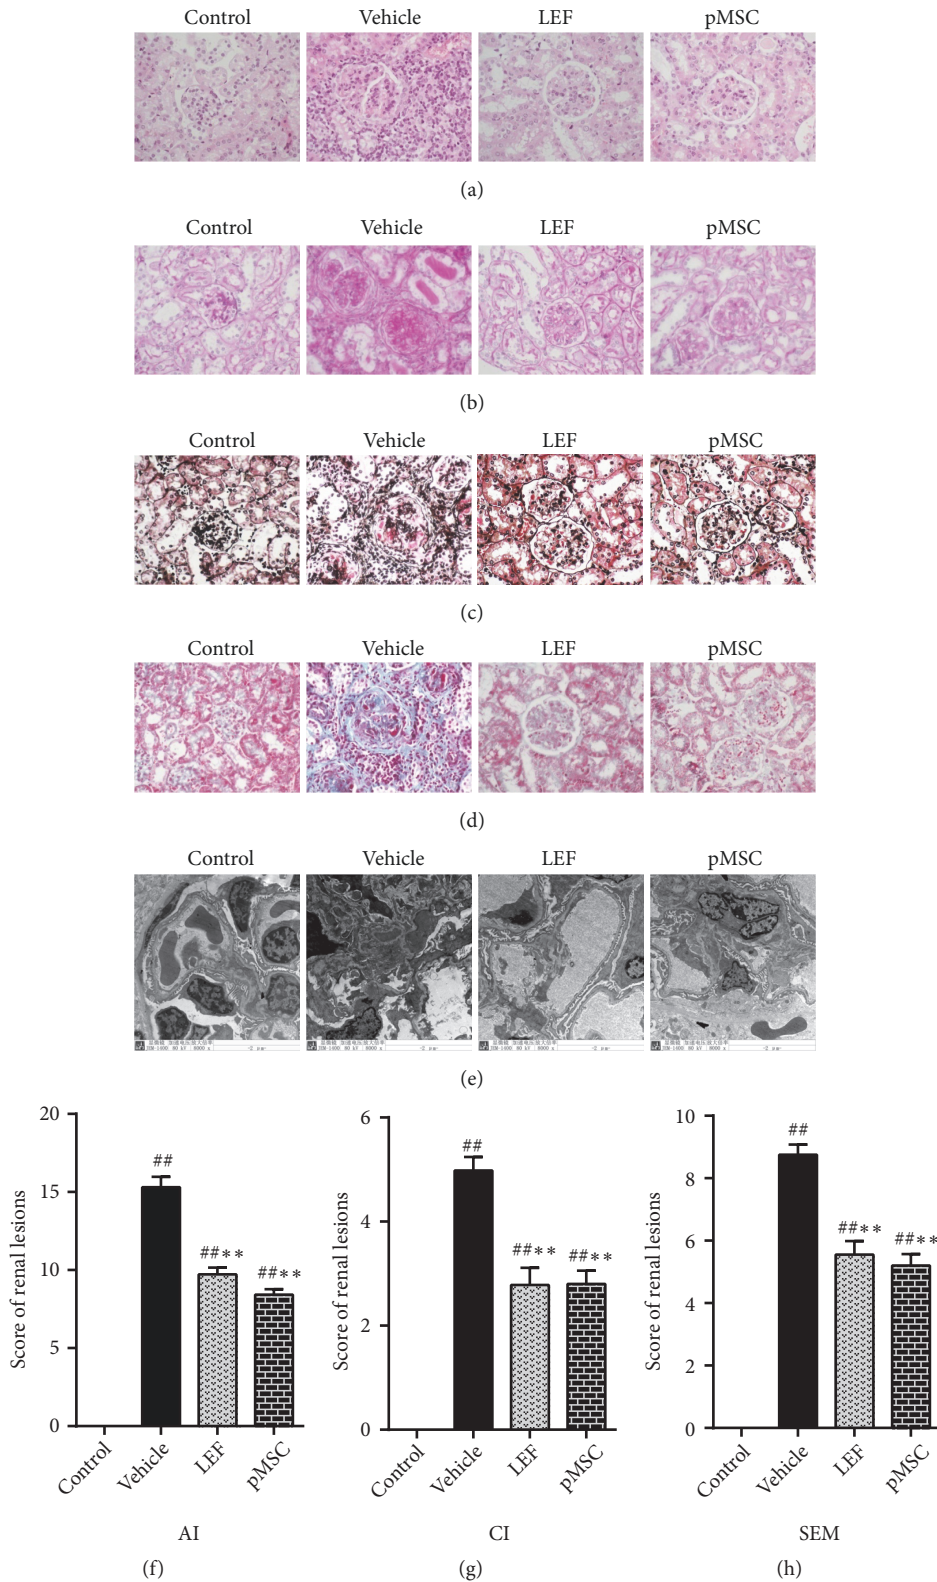 Control Vehicle LEF pMSC
(a)
Control Vehicle LEF pMSC
(b)
Control Vehicle LEF pMSC
(c)
Control Vehicle LEF pMSC
(d)
Control Vehicle LEF pMSC
(e)
Score of renal lesions
20
15
10
5
0
##
##**
##**
Control Vehicle LEF pMSC
AI
(f)
Score of renal lesions
6
4
2
0
##
##**
##**
Control Vehicle LEF pMSC
CI
(g)
Score of renal lesions
10
8
6
4
2
0
##
##**
##**
Control Vehicle LEF pMSC
SEM
(h)